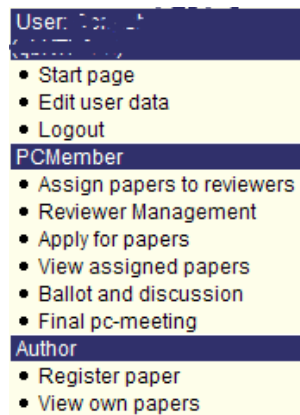 User:
• Start page
• Edit user data
• Logout
PCMember
• Assign papers to reviewers
• Reviewer Management
• Apply for papers
• View assigned papers
• Ballot and discussion
• Final pc-meeting
Author
• Register paper
• View own papers